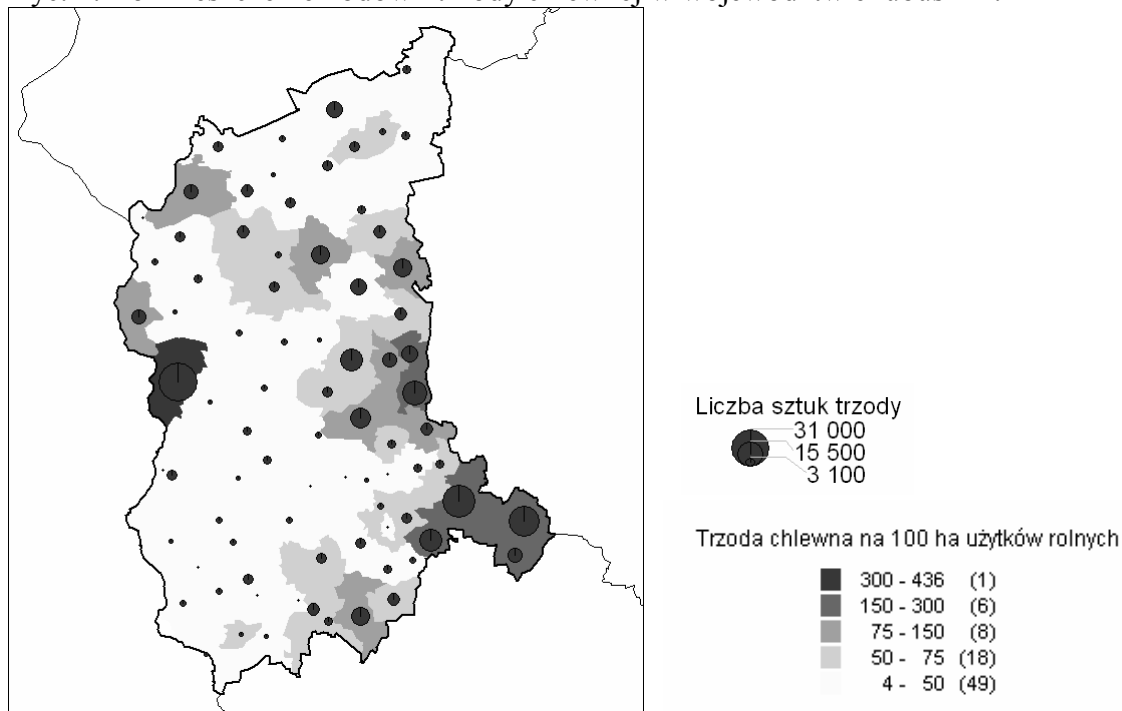 Liczba sztuk trzody
31 000
15 500
3 100
Trzoda chlewna na 100 ha użytków rolnych
300 - 436 (1)
150 - 300 (6)
75 - 150 (8)
50 - 75 (18)
4 - 50 (49)